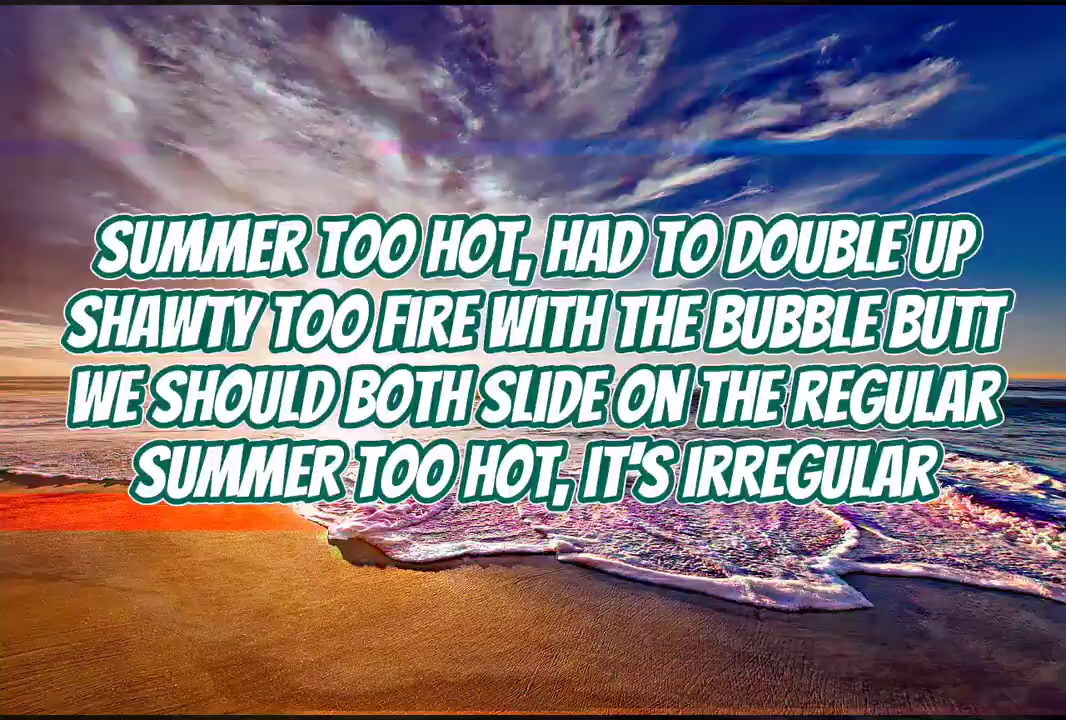 SUMMER TOO HOT, HAD TO DOUBLE UP
SHAWTY TOO FIRE WITH THE BUBBLE BUTT
WE SHOULD BOTH SLIDE ON THE REGULAR
SUMMER TOO HOT, IT'S IRREGULAR